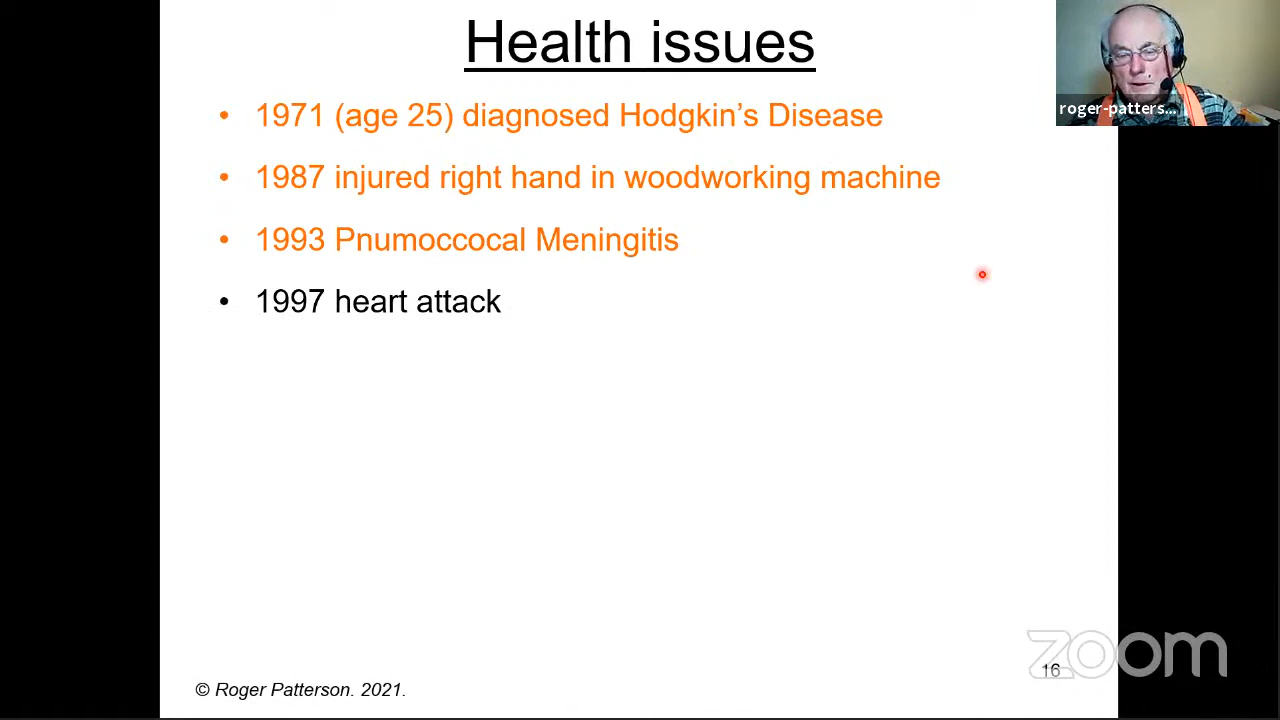 Health issues
roger-patters...
• 1971 (age 25) diagnosed Hodgkin's Disease
• 1987 injured right hand in woodworking machine
• 1993 Pnumoccocal Meningitis
• 1997 heart attack
zoom
16
© Roger Patterson. 2021.